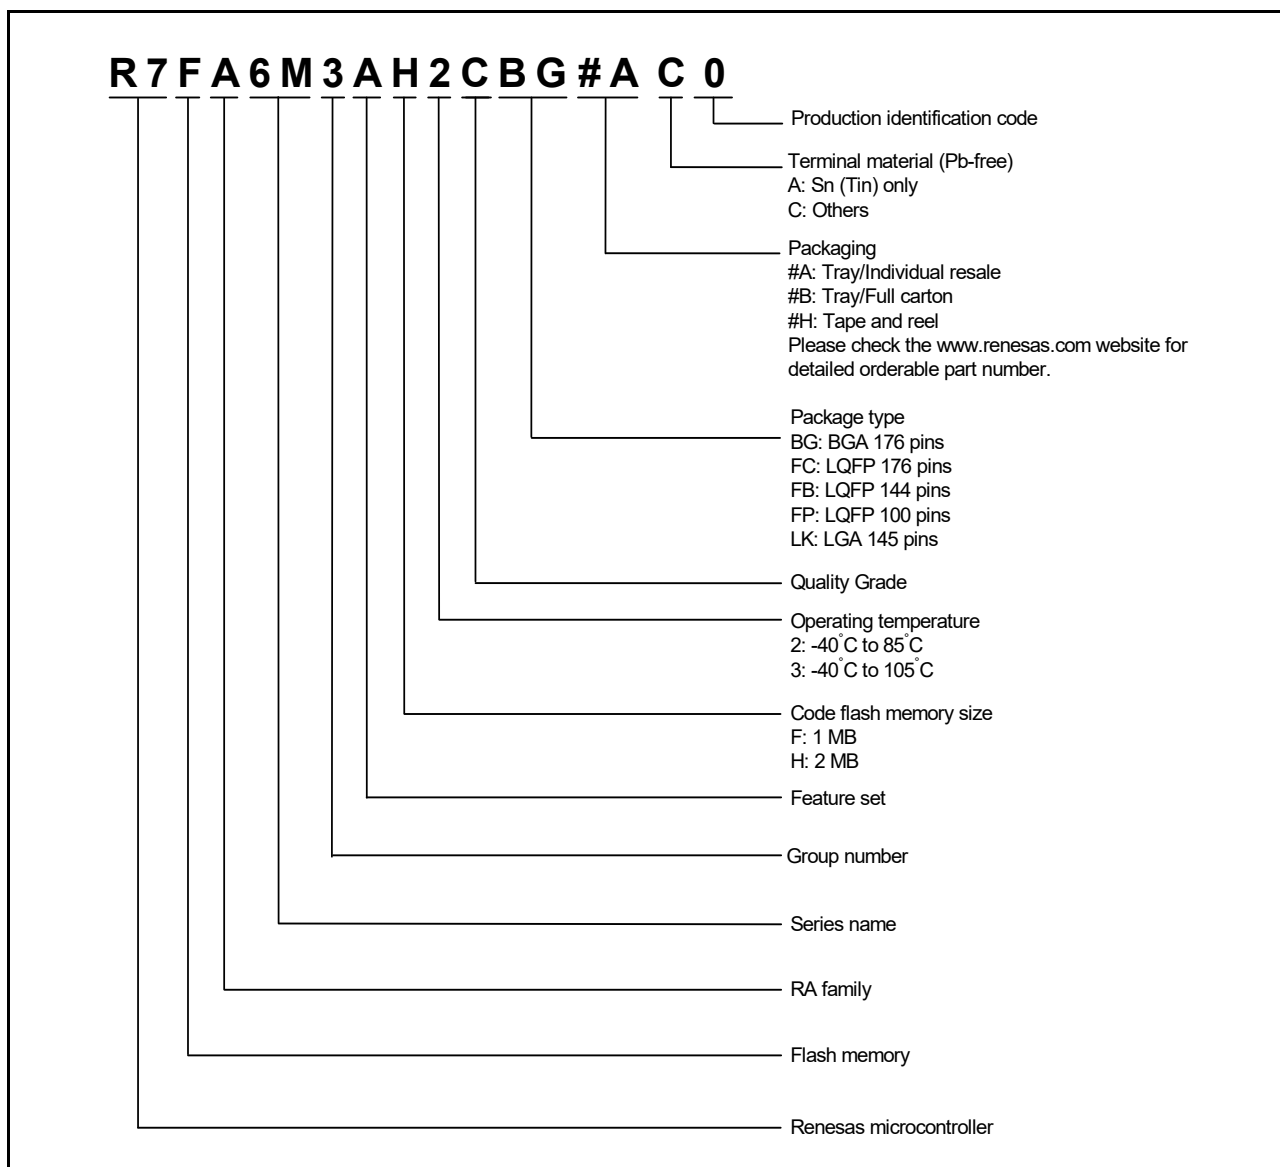 R7FA6M3AH2CBG#AC0
Production identification code
Terminal material (Pb-free)
A: Sn (Tin) only
C: Others
Packaging
#A: Tray/Individual resale
#B: Tray/Full carton
#H: Tape and reel
Please check the www.renesas.com website for
detailed orderable part number.
Package type
BG: BGA 176 pins
FC: LQFP 176 pins
FB: LQFP 144 pins
FP: LQFP 100 pins
LK: LGA 145 pins
Quality Grade
Operating temperature
2: -40°C to 85°C
3: -40°C to 105°C
Code flash memory size
F: 1 MB
H: 2 MB
Feature set
Group number
Series name
RA family
Flash memory
Renesas microcontroller